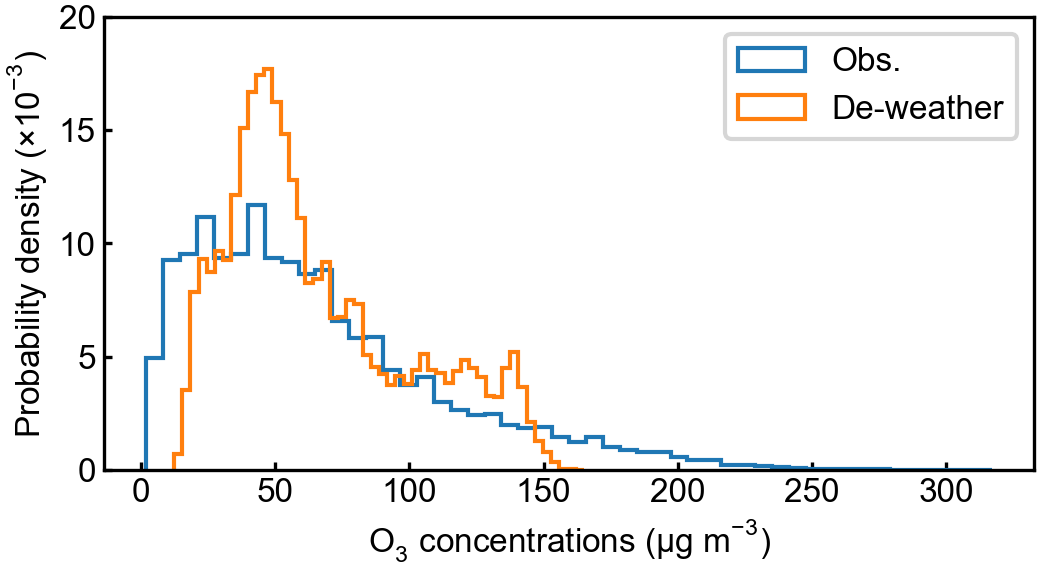 Probability density (×10⁻³)
20
15
10
5
0
Obs.
De-weather
0 50 100 150 200 250 300
O₃ concentrations (µg m⁻³)